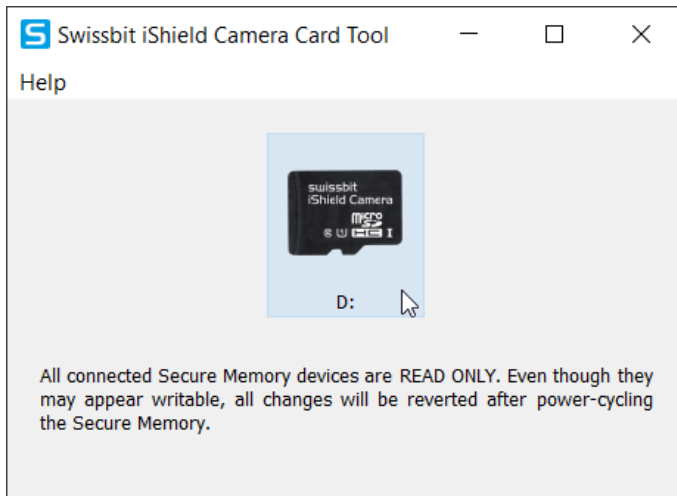 S Swissbit iShield Camera Card Tool
Help
swissbit
iShield Camera
micro
SD HC I
D:
All connected Secure Memory devices are READ ONLY. Even though they
may appear writable, all changes will be reverted after power-cycling
the Secure Memory.